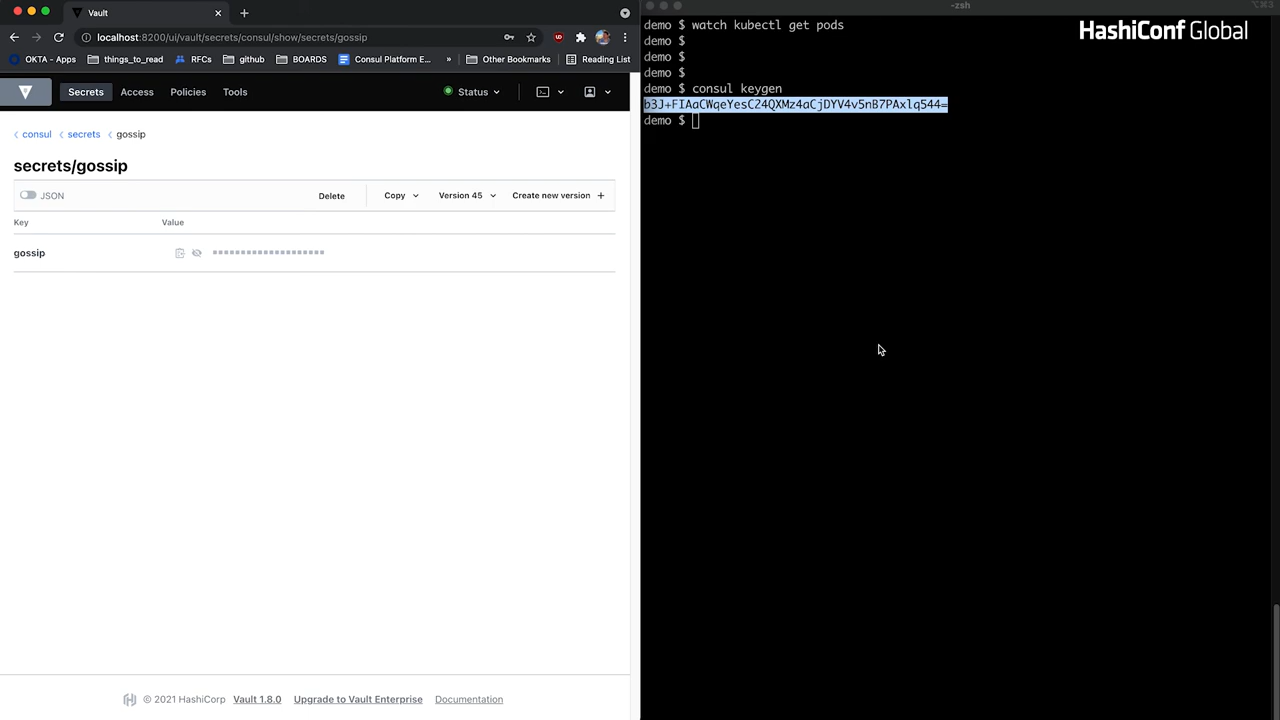 Vault
localhost:8200/ui/vault/secrets/consul/show/secrets/gossip
OKTA - Apps
things_to_read
RFCs
github
BOARDS
Consul Platform E...
»
Other Bookmarks
Reading List
Secrets
Access
Policies
Tools
Status
consul
secrets
gossip
secrets/gossip
JSON
Delete
Copy
Version 45
Create new version
Key
Value
gossip
© 2021 HashiCorp
Vault 1.8.0
Upgrade to Vault Enterprise
Documentation
-zsh
⌥⌘3
HashiConf Global
demo $ watch kubectl get pods
demo $
demo $
demo $
demo $ consul keygen
b3J+FIAaCWqeYesC24QXMz4aCjDYV4v5nB7PAxlq544=
demo $